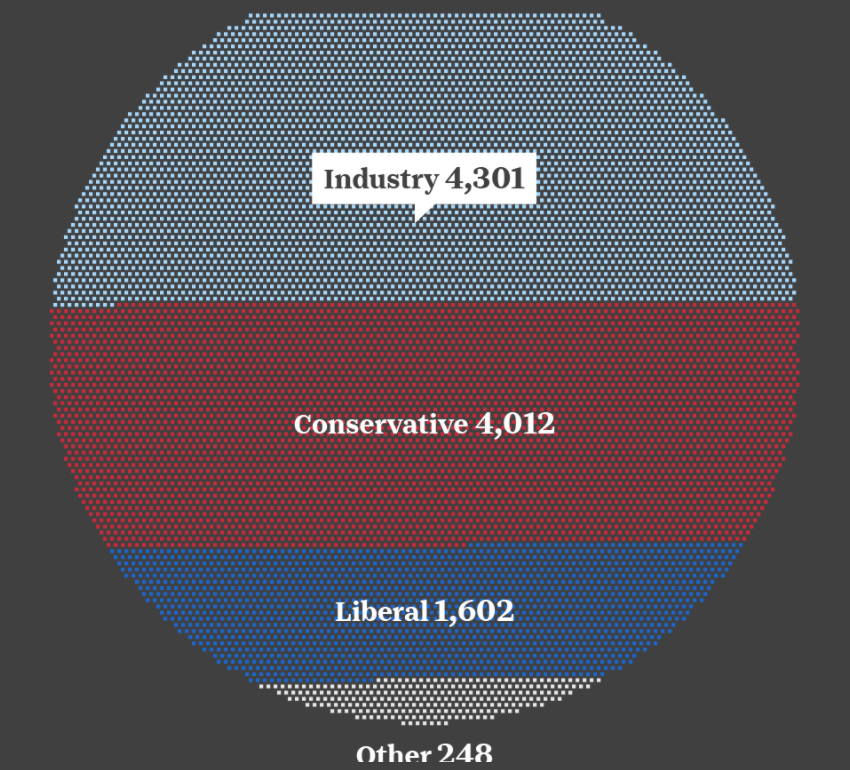 Industry 4,301
Conservative 4,012
Liberal 1,602
Other 248